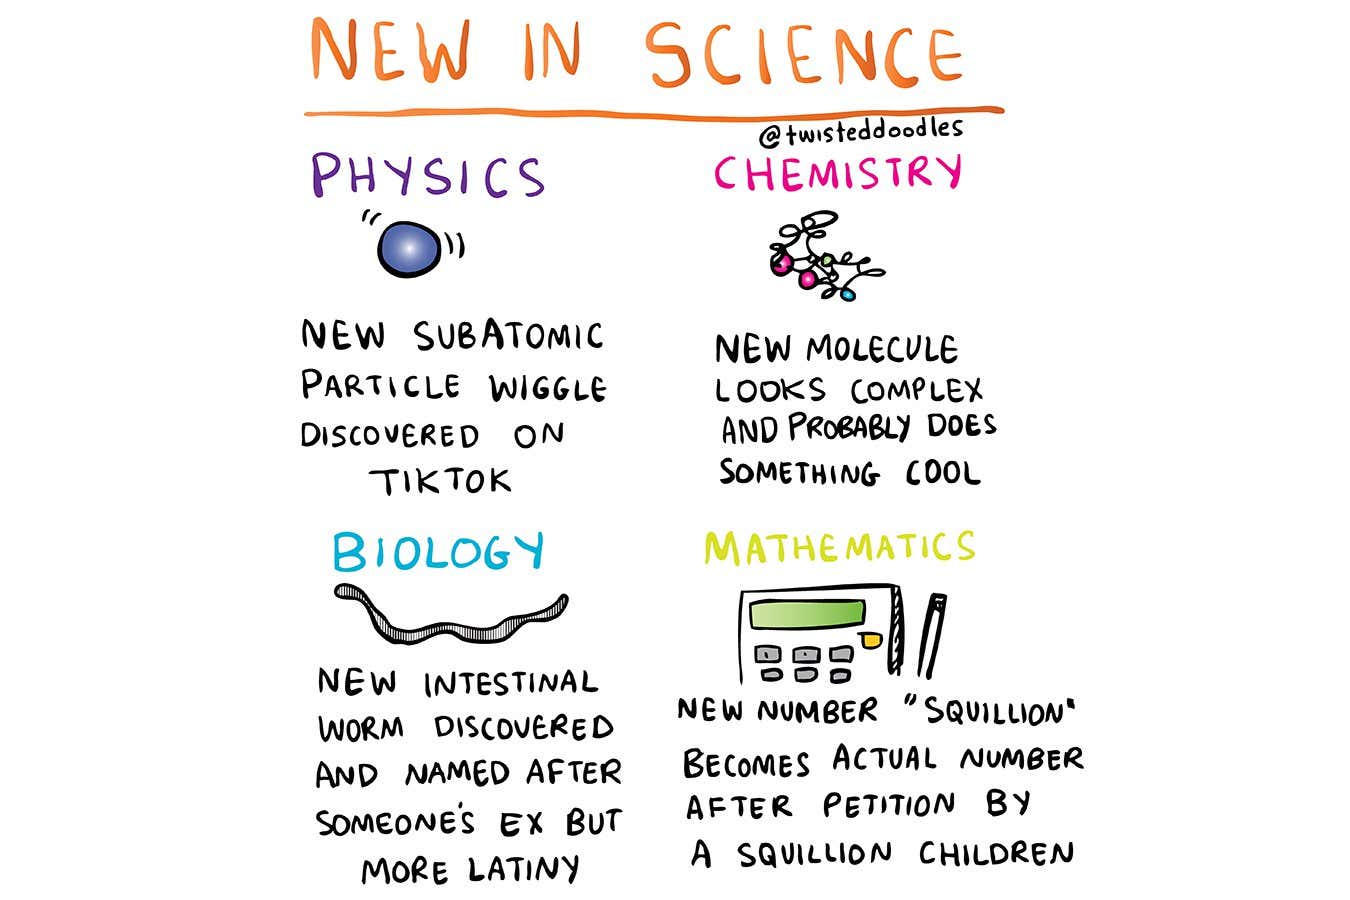 NEW IN SCIENCE
@twisteddoodles
PHYSICS
NEW SUBATOMIC
PARTICLE WIGGLE
DISCOVERED ON
TIKTOK
CHEMISTRY
NEW MOLECULE
LOOKS COMPLEX
AND PROBABLY DOES
SOMETHING COOL
BIOLOGY
NEW INTESTINAL
WORM DISCOVERED
AND NAMED AFTER
SOMEONE'S EX BUT
MORE LATINY
MATHEMATICS
NEW NUMBER "SQUILLION"
BECOMES ACTUAL NUMBER
AFTER PETITION BY
A SQUILLION CHILDREN